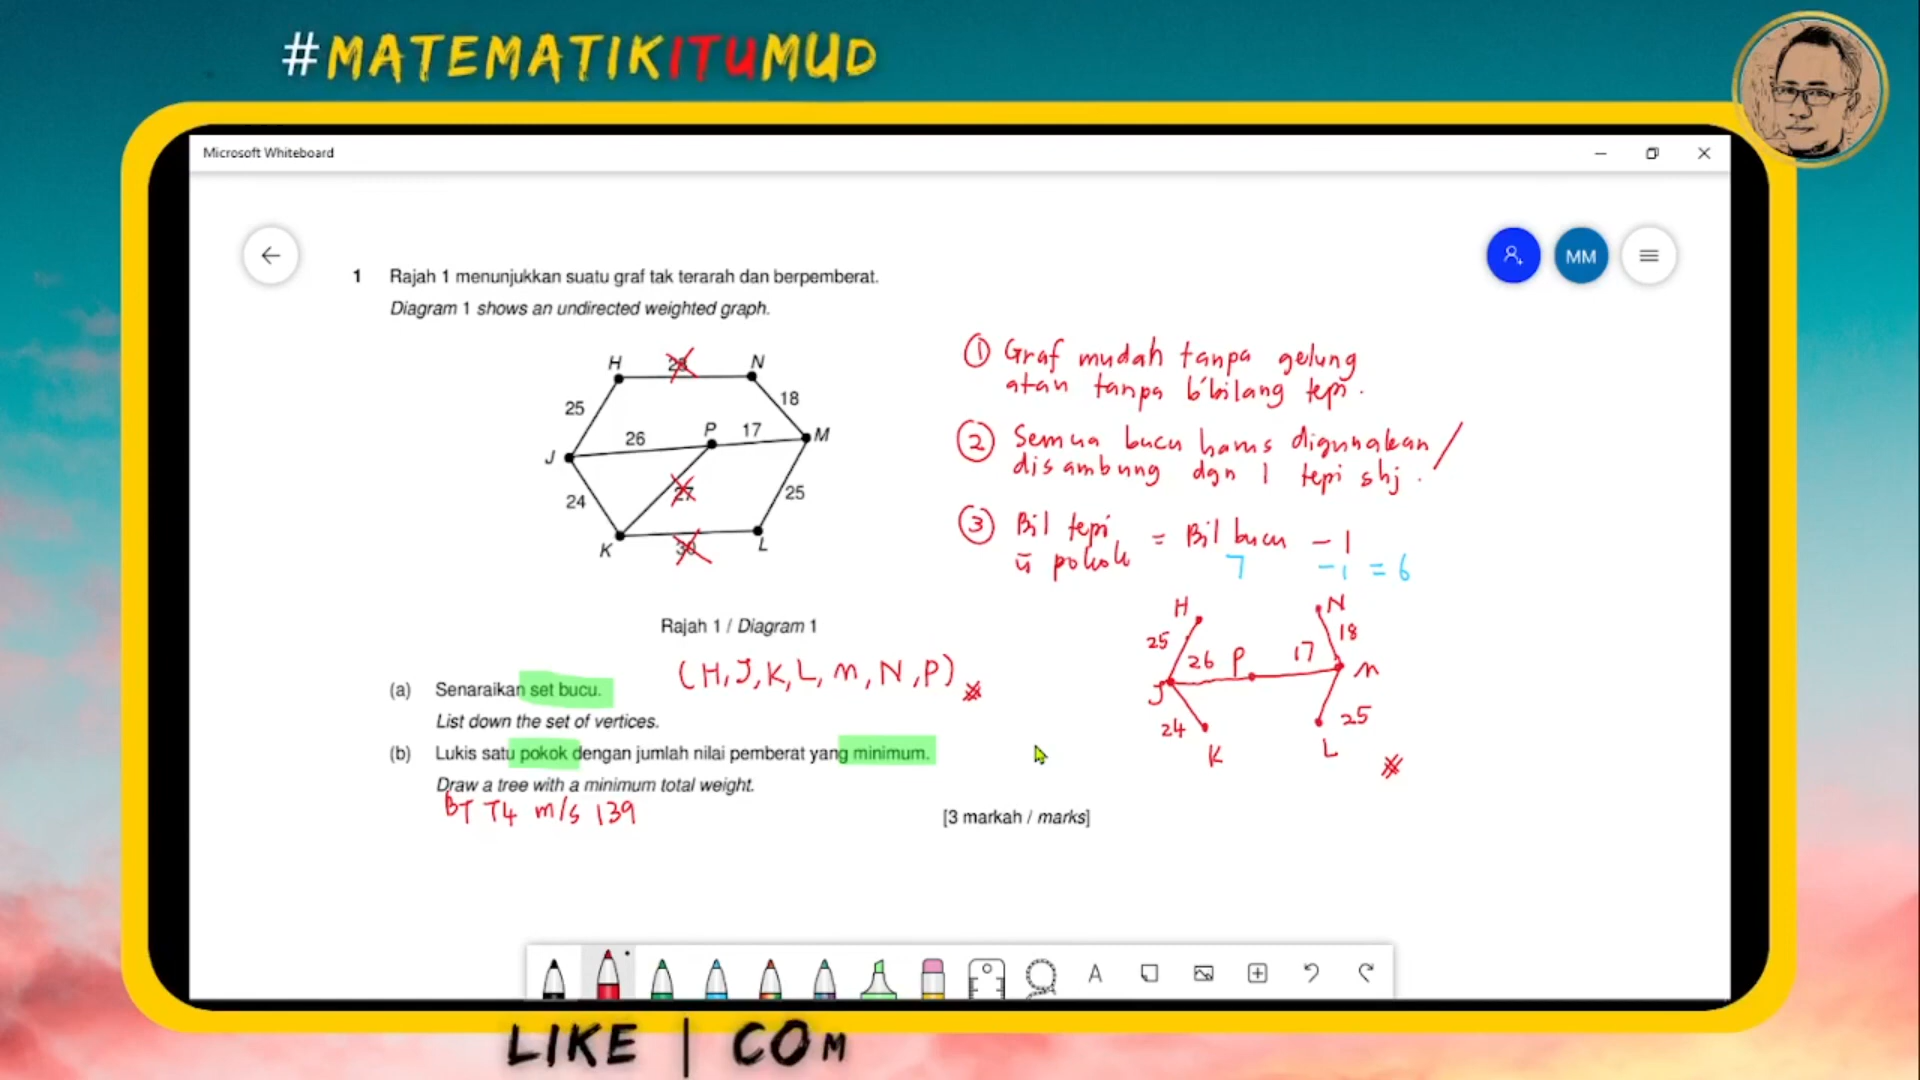 #MATEMATIKITUMUD
Microsoft Whiteboard
MM
1 Rajah 1 menunjukkan suatu graf tak terarah dan berpemberat.
Diagram 1 shows an undirected weighted graph.
H 28 N
25 18
26 P 17 M
J
24 27 25
K 30 L
Rajah 1 / Diagram 1
(a) Senaraikan set bucu. (H, J, K, L, M, N, P)
List down the set of vertices.
(b) Lukis satu pokok dengan jumlah nilai pemberat yang minimum.
Draw a tree with a minimum total weight.
BT T4 m/s 139
[3 markah / marks]
① Graf mudah tanpa gelung
atau tanpa b'bilang tepi.
② Semua bucu harus digunakan /
disambung dgn 1 tepi shj.
③ Bil tepi = Bil bucu - 1
ū pokok 7 -1 = 6
H N
25 18
26 P 17 M
J
24 25
K L
A
LIKE | COM